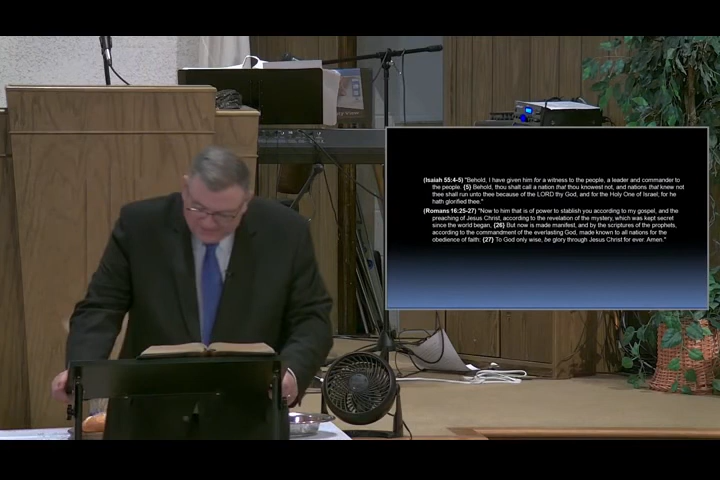 (Isaiah 55:4-5) "Behold, I have given him for a witness to the people, a leader and commander to
the people. {5} Behold, thou shalt call a nation that thou knowest not, and nations that knew not
thee shall run unto thee because of the LORD thy God, and for the Holy One of Israel; for he
hath glorified thee."
(Romans 16:25-27) "Now to him that is of power to stablish you according to my gospel, and the
preaching of Jesus Christ, according to the revelation of the mystery, which was kept secret
since the world began, {26} But now is made manifest, and by the scriptures of the prophets,
according to the commandment of the everlasting God, made known to all nations for the
obedience of faith: {27} To God only wise, be glory through Jesus Christ for ever. Amen."